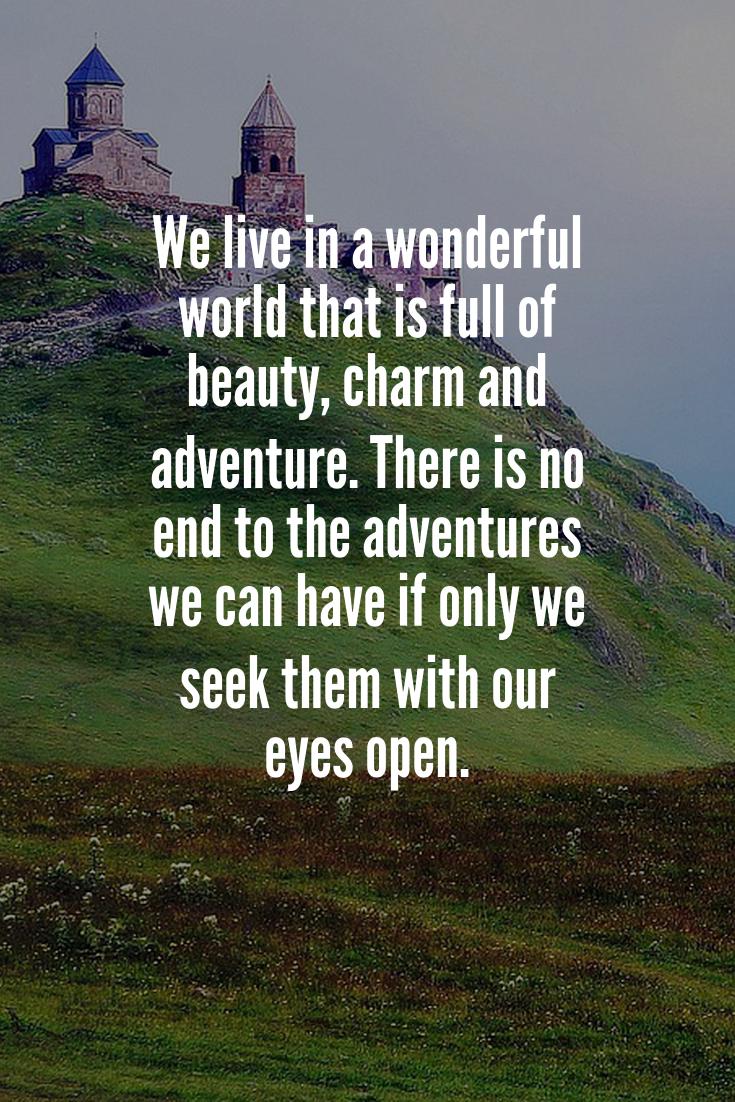 We live in a wonderful
world that is full of
beauty, charm and
adventure. There is no
end to the adventures
we can have if only we
seek them with our
eyes open.